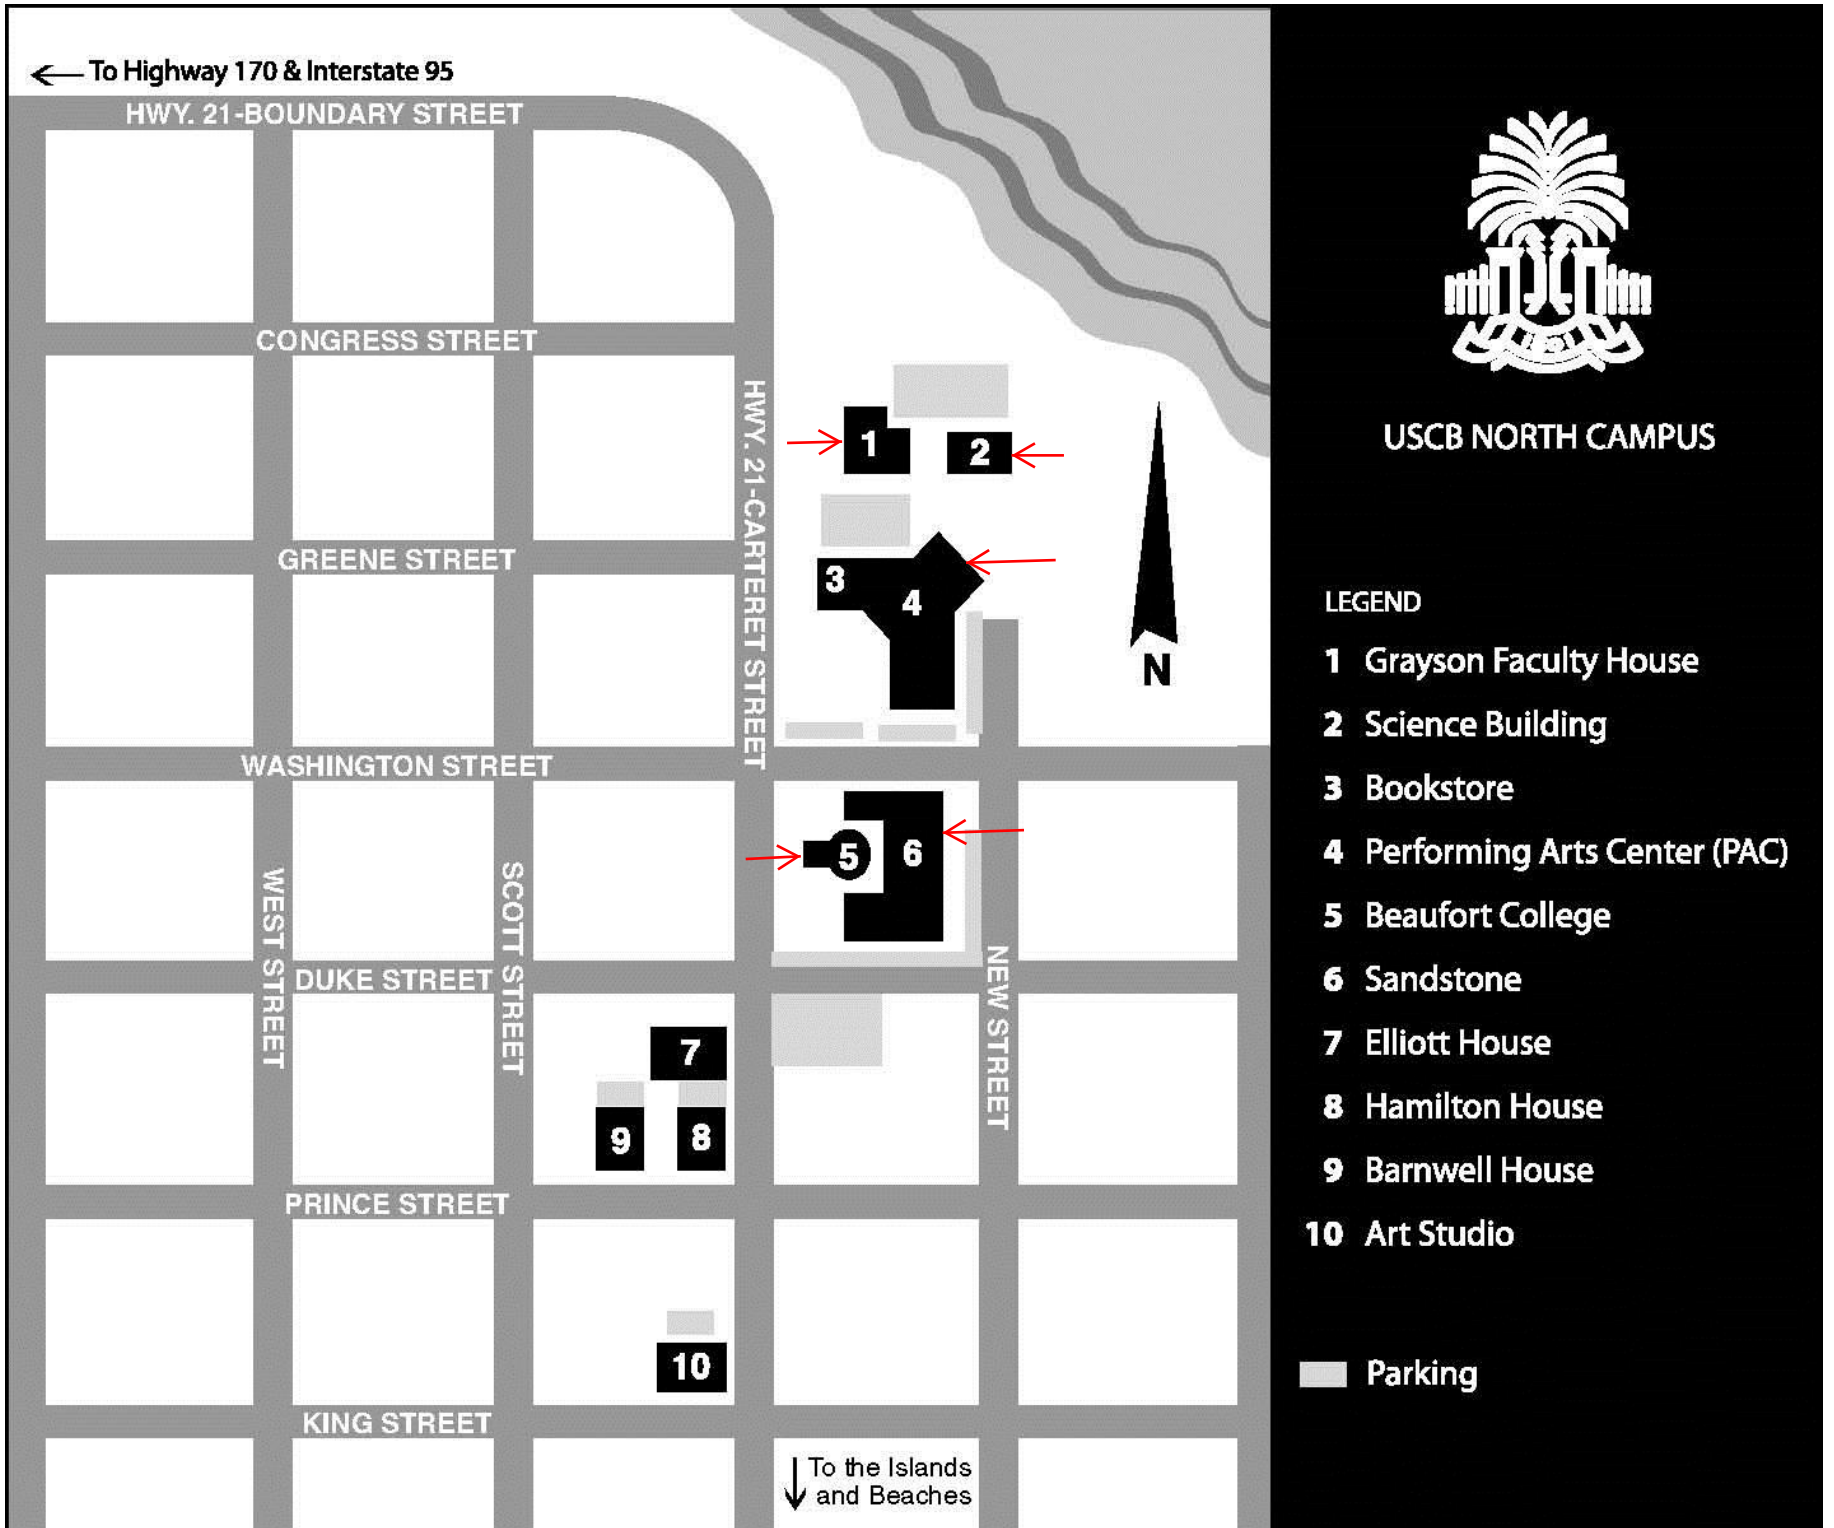 To Highway 170 & Interstate 95
HWY. 21-BOUNDARY STREET
CONGRESS STREET
HWY. 21-CARTERET STREET
GREENE STREET
WASHINGTON STREET
WEST STREET
SCOTT STREET
DUKE STREET
NEW STREET
PRINCE STREET
KING STREET
1
2
3
4
5
6
7
9
8
10
N
To the Islands
and Beaches
1891
USCB NORTH CAMPUS
LEGEND
1 Grayson Faculty House
2 Science Building
3 Bookstore
4 Performing Arts Center (PAC)
5 Beaufort College
6 Sandstone
7 Elliott House
8 Hamilton House
9 Barnwell House
10 Art Studio
Parking